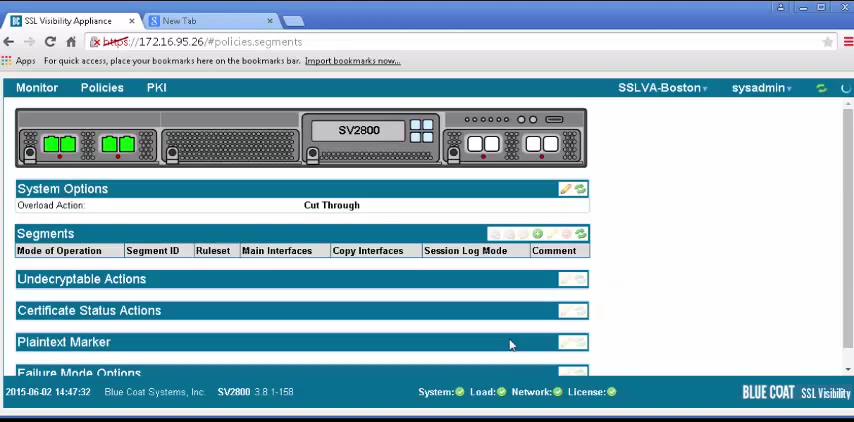 SSL Visibility Appliance × New Tab ×
https://172.16.95.26/#policies.segments
Apps For quick access, place your bookmarks here on the bookmarks bar. Import bookmarks now...
Monitor Policies PKI SSLVA-Boston sysadmin
SV2800
System Options
Overload Action: Cut Through
Segments
Mode of Operation Segment ID Ruleset Main Interfaces Copy Interfaces Session Log Mode Comment
Undecryptable Actions
Certificate Status Actions
Plaintext Marker
Failure Mode Options
2015-06-02 14:47:32 Blue Coat Systems, Inc. SV2800 3.8.1-158 System: Load: Network: License: BLUE COAT SSL Visibility